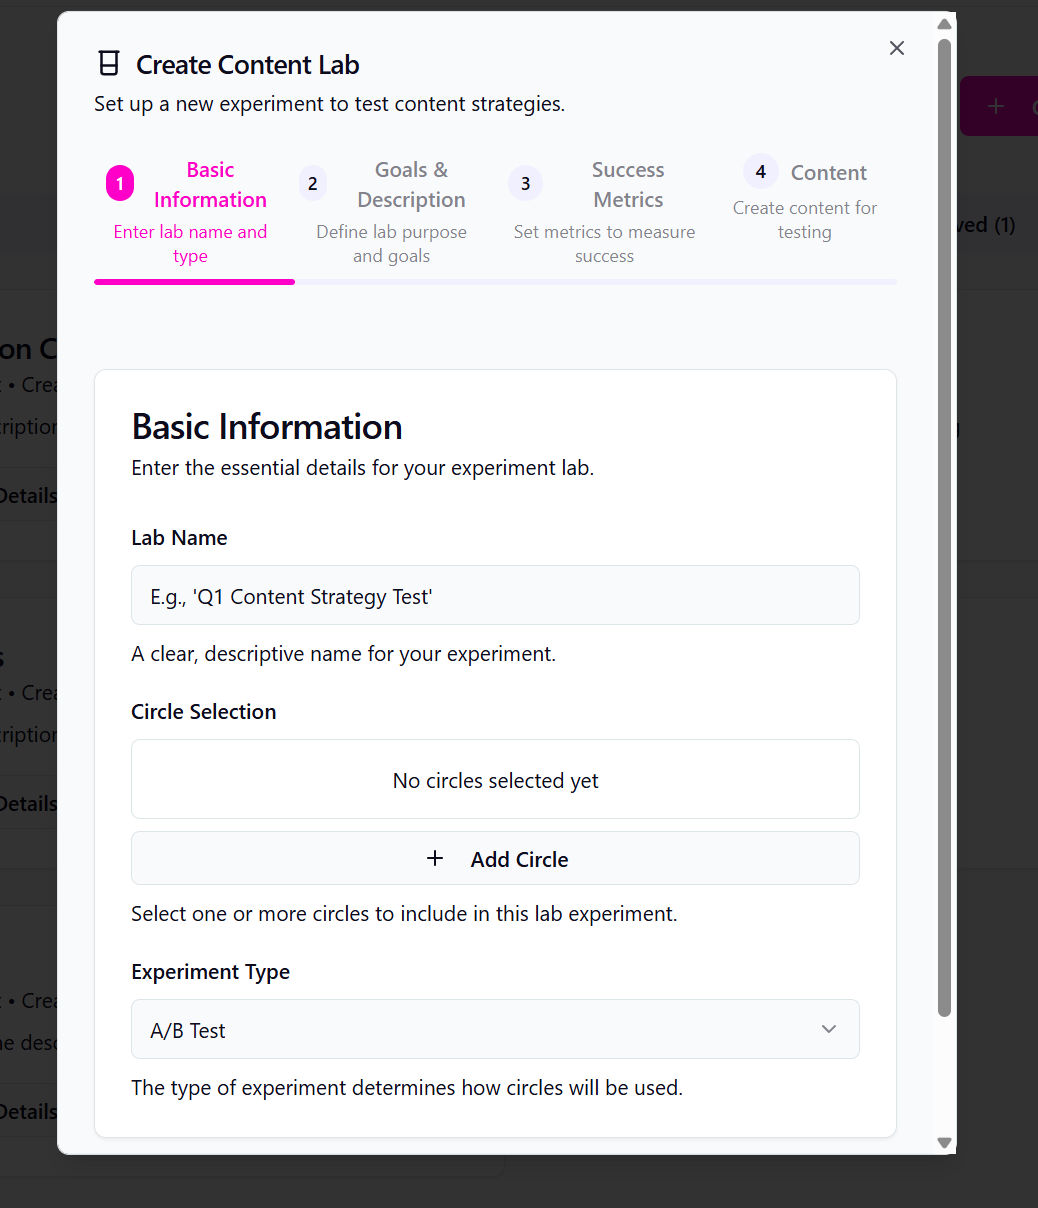 Create Content Lab
Set up a new experiment to test content strategies.
1
Basic
Information
Enter lab name and
type
2
Goals &
Description
Define lab purpose
and goals
3
Success
Metrics
Set metrics to measure
success
4
Content
Create content for
testing
Basic Information
Enter the essential details for your experiment lab.
Lab Name
E.g., 'Q1 Content Strategy Test'
A clear, descriptive name for your experiment.
Circle Selection
No circles selected yet
+ Add Circle
Select one or more circles to include in this lab experiment.
Experiment Type
A/B Test
The type of experiment determines how circles will be used.
ved (1)
on C
• Crea
cription
Details
s
• Crea
cription
Details
• Crea
ne desc
Details